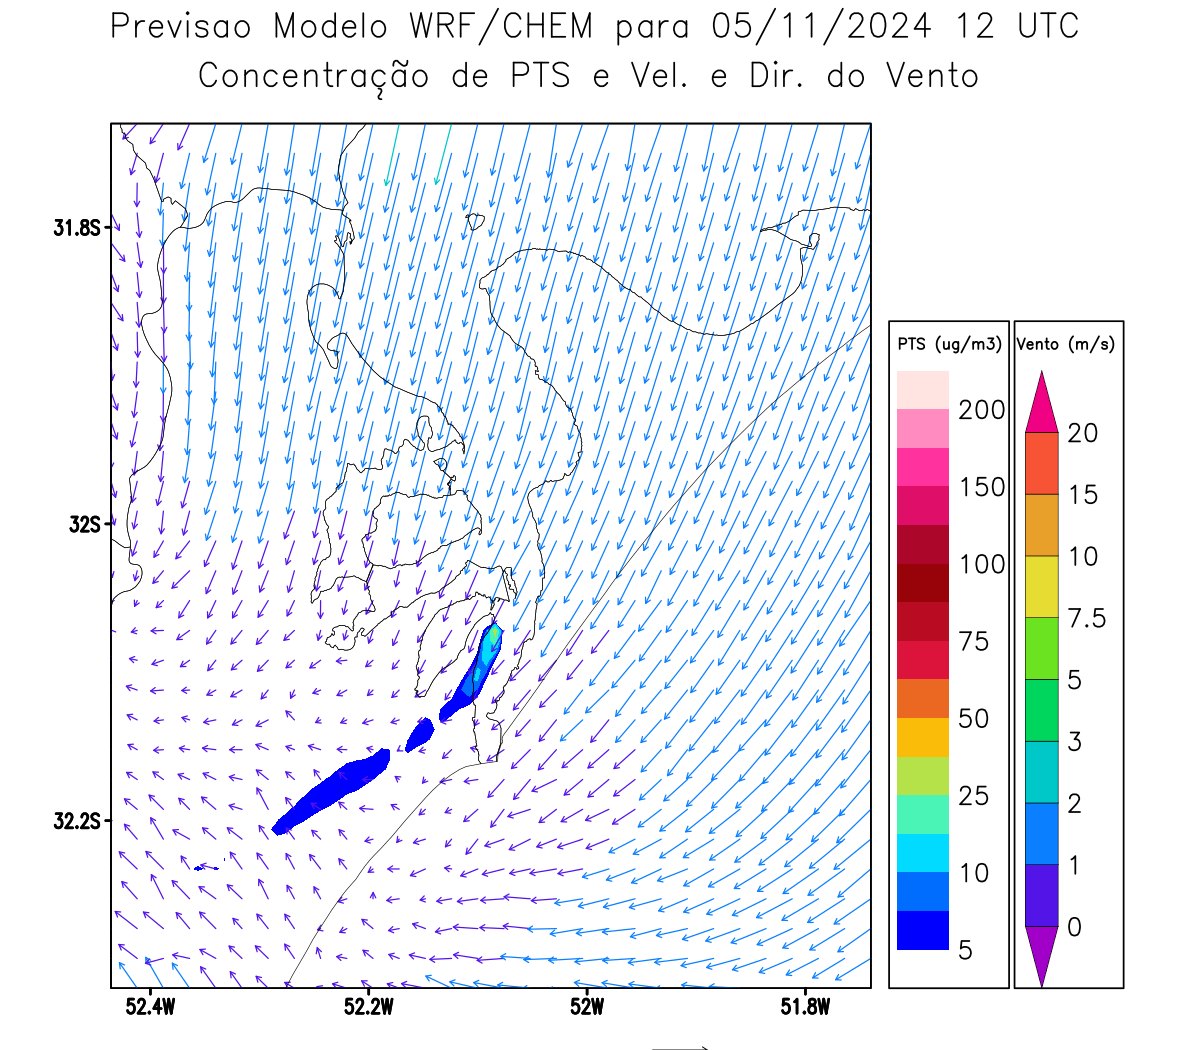 Previsao Modelo WRF/CHEM para 05/11/2024 12 UTC
Concentração de PTS e Vel. e Dir. do Vento
31.8S
32S
32.2S
52.4W
52.2W
52W
51.8W
PTS (ug/m3)
200
150
100
75
50
25
10
5
Vento (m/s)
20
15
10
7.5
5
3
2
1
0